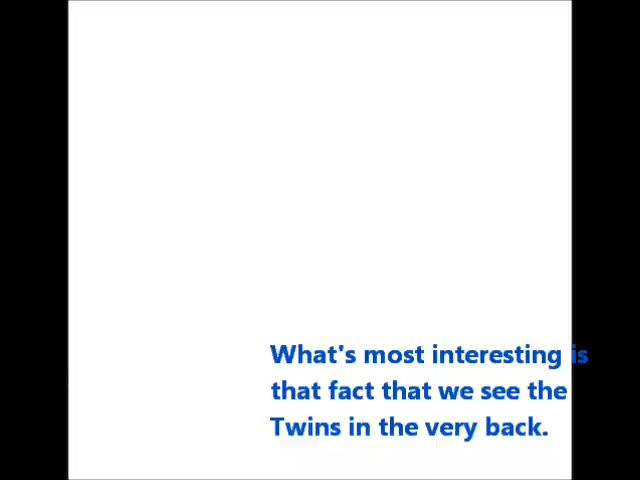 What's most interesting is
that fact that we see the
Twins in the very back.